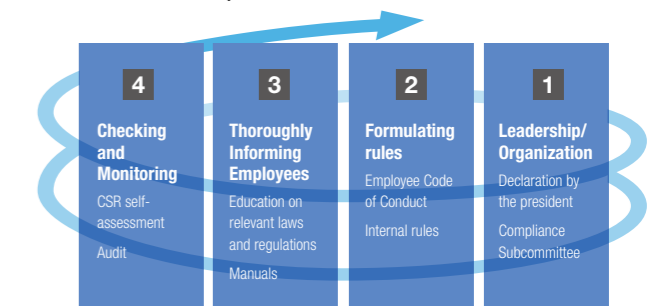 4
Checking
and
Monitoring
CSR self-
assessment
Audit
3
Thoroughly
Informing
Employees
Education on
relevant laws
and regulations
Manuals
2
Formulating
rules
Employee Code
of Conduct
Internal rules
1
Leadership/
Organization
Declaration by
the president
Compliance
Subcommittee